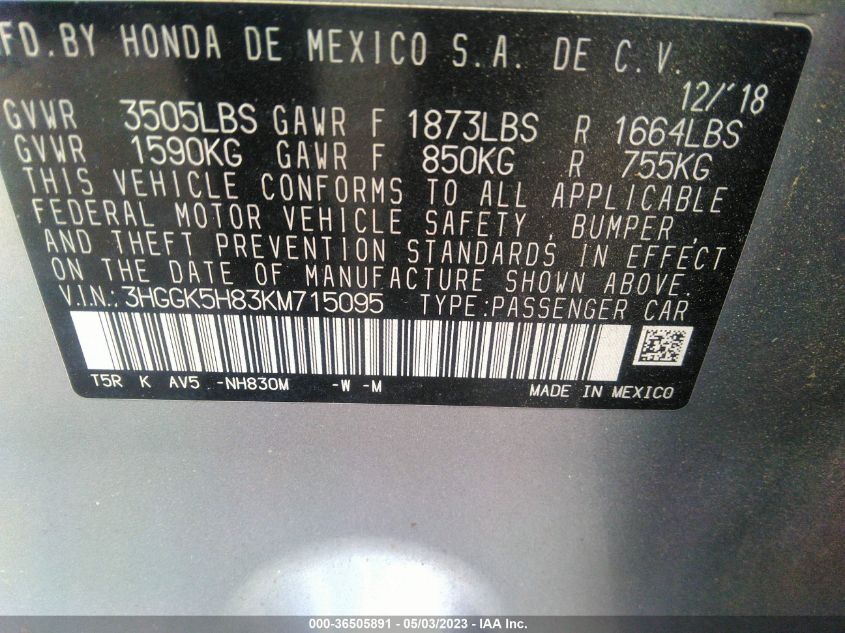 FD. BY HONDA DE MEXICO S.A. DE C.V.
12/'18
GVWR 3505LBS GAWR F 1873LBS R 1664LBS
GVWR 1590KG GAWR F 850KG R 755KG
THIS VEHICLE CONFORMS TO ALL APPLICABLE
FEDERAL MOTOR VEHICLE SAFETY, BUMPER,
AND THEFT PREVENTION STANDARDS IN EFFECT
ON THE DATE OF MANUFACTURE SHOWN ABOVE.
V.I.N.: 3HGGK5H83KM715095 TYPE:PASSENGER CAR
T5R K AV5 -NH830M -W -M MADE IN MEXICO
000-36505891 - 05/03/2023 - IAA Inc.